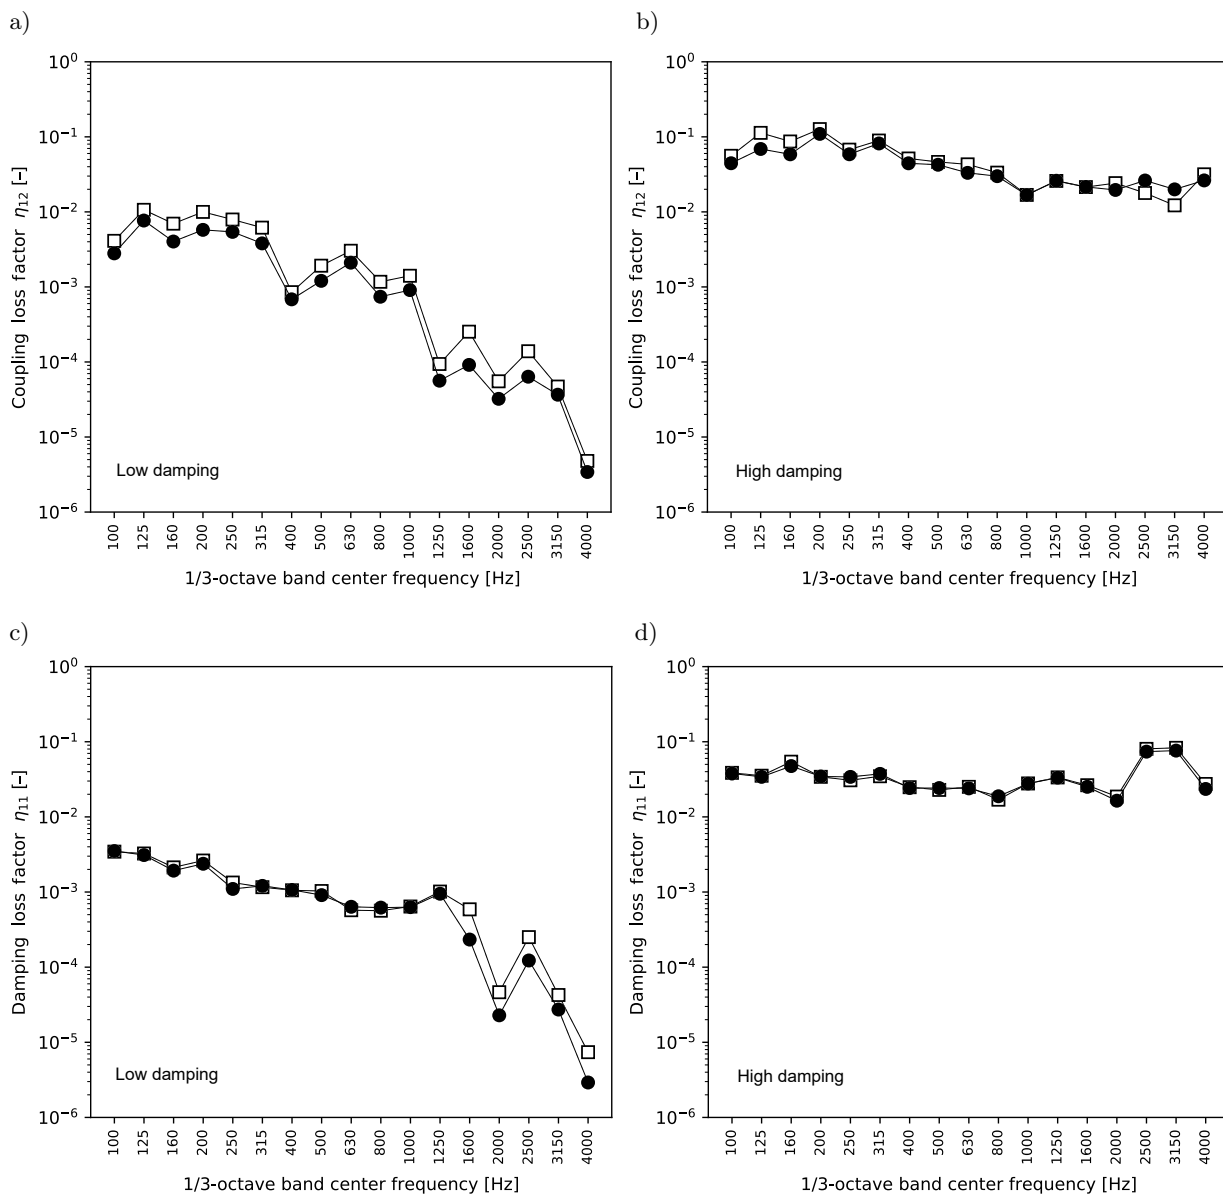 a)
Coupling loss factor η12 [–]
10^0
10^−1
10^−2
10^−3
10^−4
10^−5
10^−6
Low damping
100 125 160 200 250 315 400 500 630 800 1000 1250 1600 2000 2500 3150 4000
1/3-octave band center frequency [Hz]
b)
Coupling loss factor η12 [–]
10^0
10^−1
10^−2
10^−3
10^−4
10^−5
10^−6
High damping
100 125 160 200 250 315 400 500 630 800 1000 1250 1600 2000 2500 3150 4000
1/3-octave band center frequency [Hz]
c)
Damping loss factor η11 [–]
10^0
10^−1
10^−2
10^−3
10^−4
10^−5
10^−6
Low damping
100 125 160 200 250 315 400 500 630 800 1000 1250 1600 2000 2500 3150 4000
1/3-octave band center frequency [Hz]
d)
Damping loss factor η11 [–]
10^0
10^−1
10^−2
10^−3
10^−4
10^−5
10^−6
High damping
100 125 160 200 250 315 400 500 630 800 1000 1250 1600 2000 2500 3150 4000
1/3-octave band center frequency [Hz]